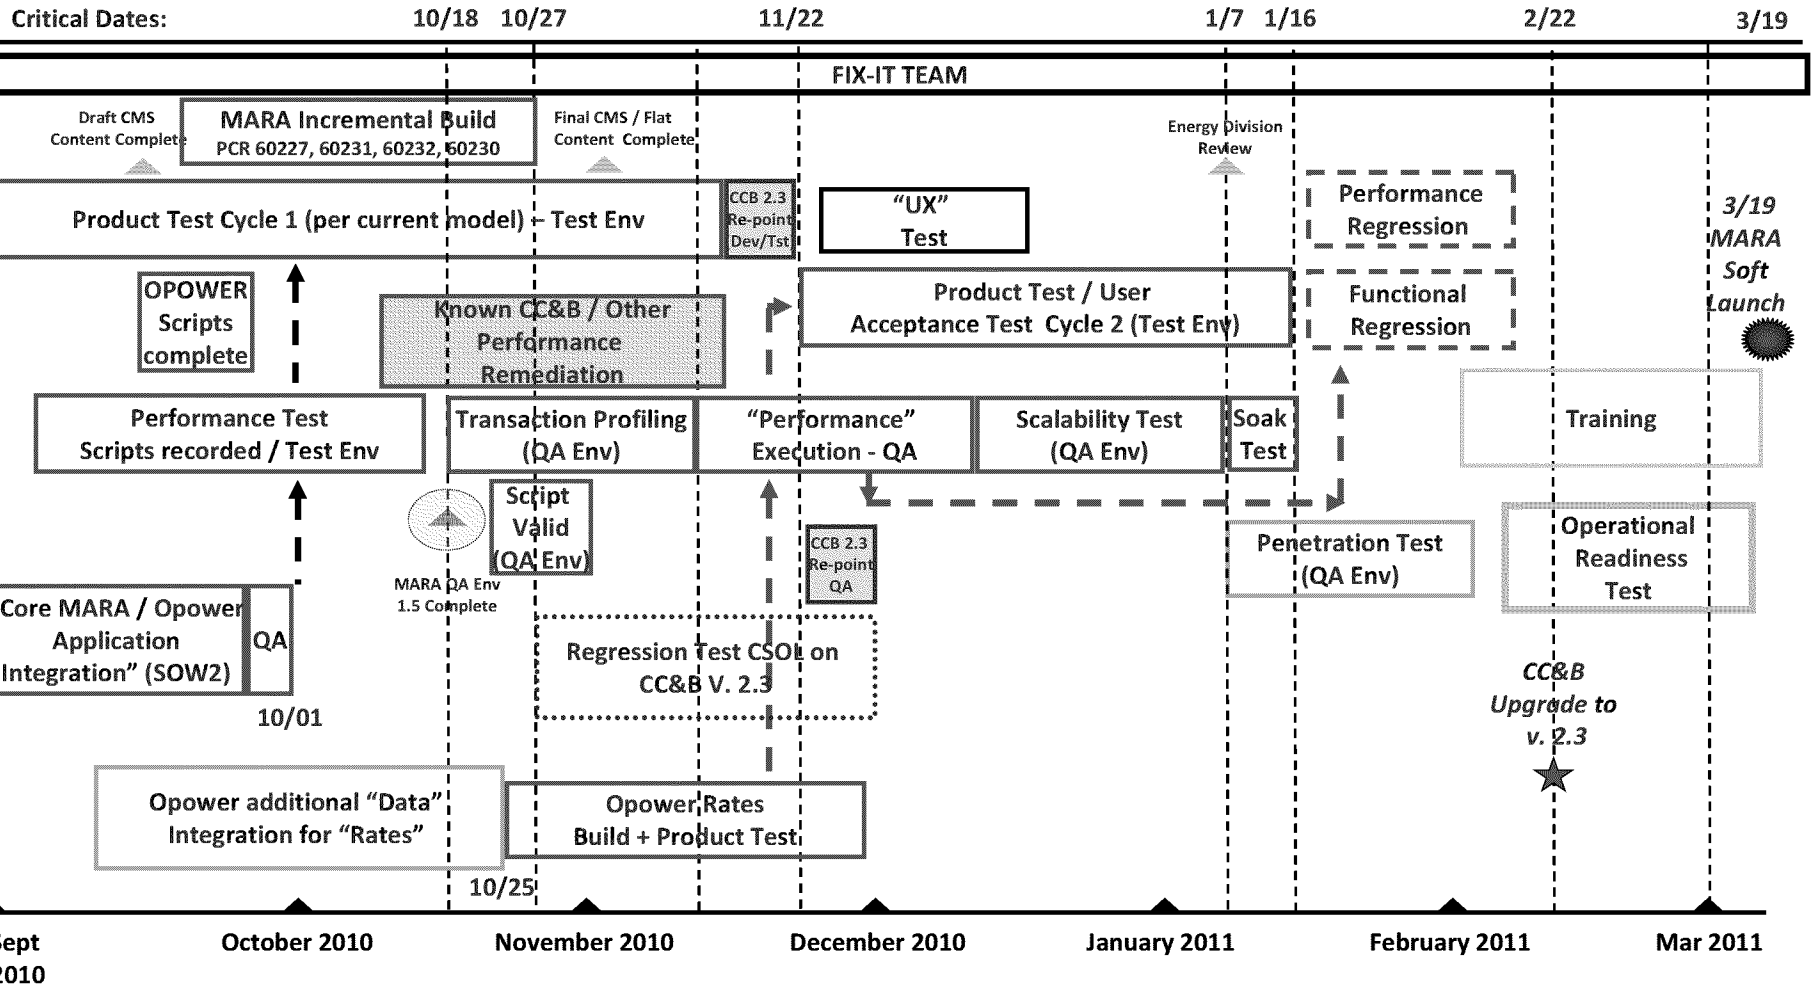 Critical Dates:
10/18 10/27
11/22
1/7 1/16
2/22
3/19
FIX-IT TEAM
Draft CMS
Content Complete
MARA Incremental Build
PCR 60227, 60231, 60232, 60230
Final CMS / Flat
Content Complete
Energy Division
Review
Product Test Cycle 1 (per current model) – Test Env
CCB 2.3
Re-point
Dev/Tst
“UX”
Test
Performance
Regression
3/19
MARA
Soft
Launch
OPOWER
Scripts
complete
Known CC&B / Other
Performance
Remediation
Product Test / User
Acceptance Test Cycle 2 (Test Env)
Functional
Regression
Performance Test
Scripts recorded / Test Env
Transaction Profiling
(QA Env)
“Performance”
Execution - QA
Scalability Test
(QA Env)
Soak
Test
Training
MARA QA Env
1.5 Complete
Script
Valid
(QA Env)
CCB 2.3
Re-point
QA
Penetration Test
(QA Env)
Operational
Readiness
Test
Core MARA / Opower
Application
Integration” (SOW2)
QA
10/01
Regression Test CSOL on
CC&B V. 2.3
CC&B
Upgrade to
v. 2.3
Opower additional “Data”
Integration for “Rates”
10/25
Opower Rates
Build + Product Test
Sept
2010
October 2010
November 2010
December 2010
January 2011
February 2011
Mar 2011